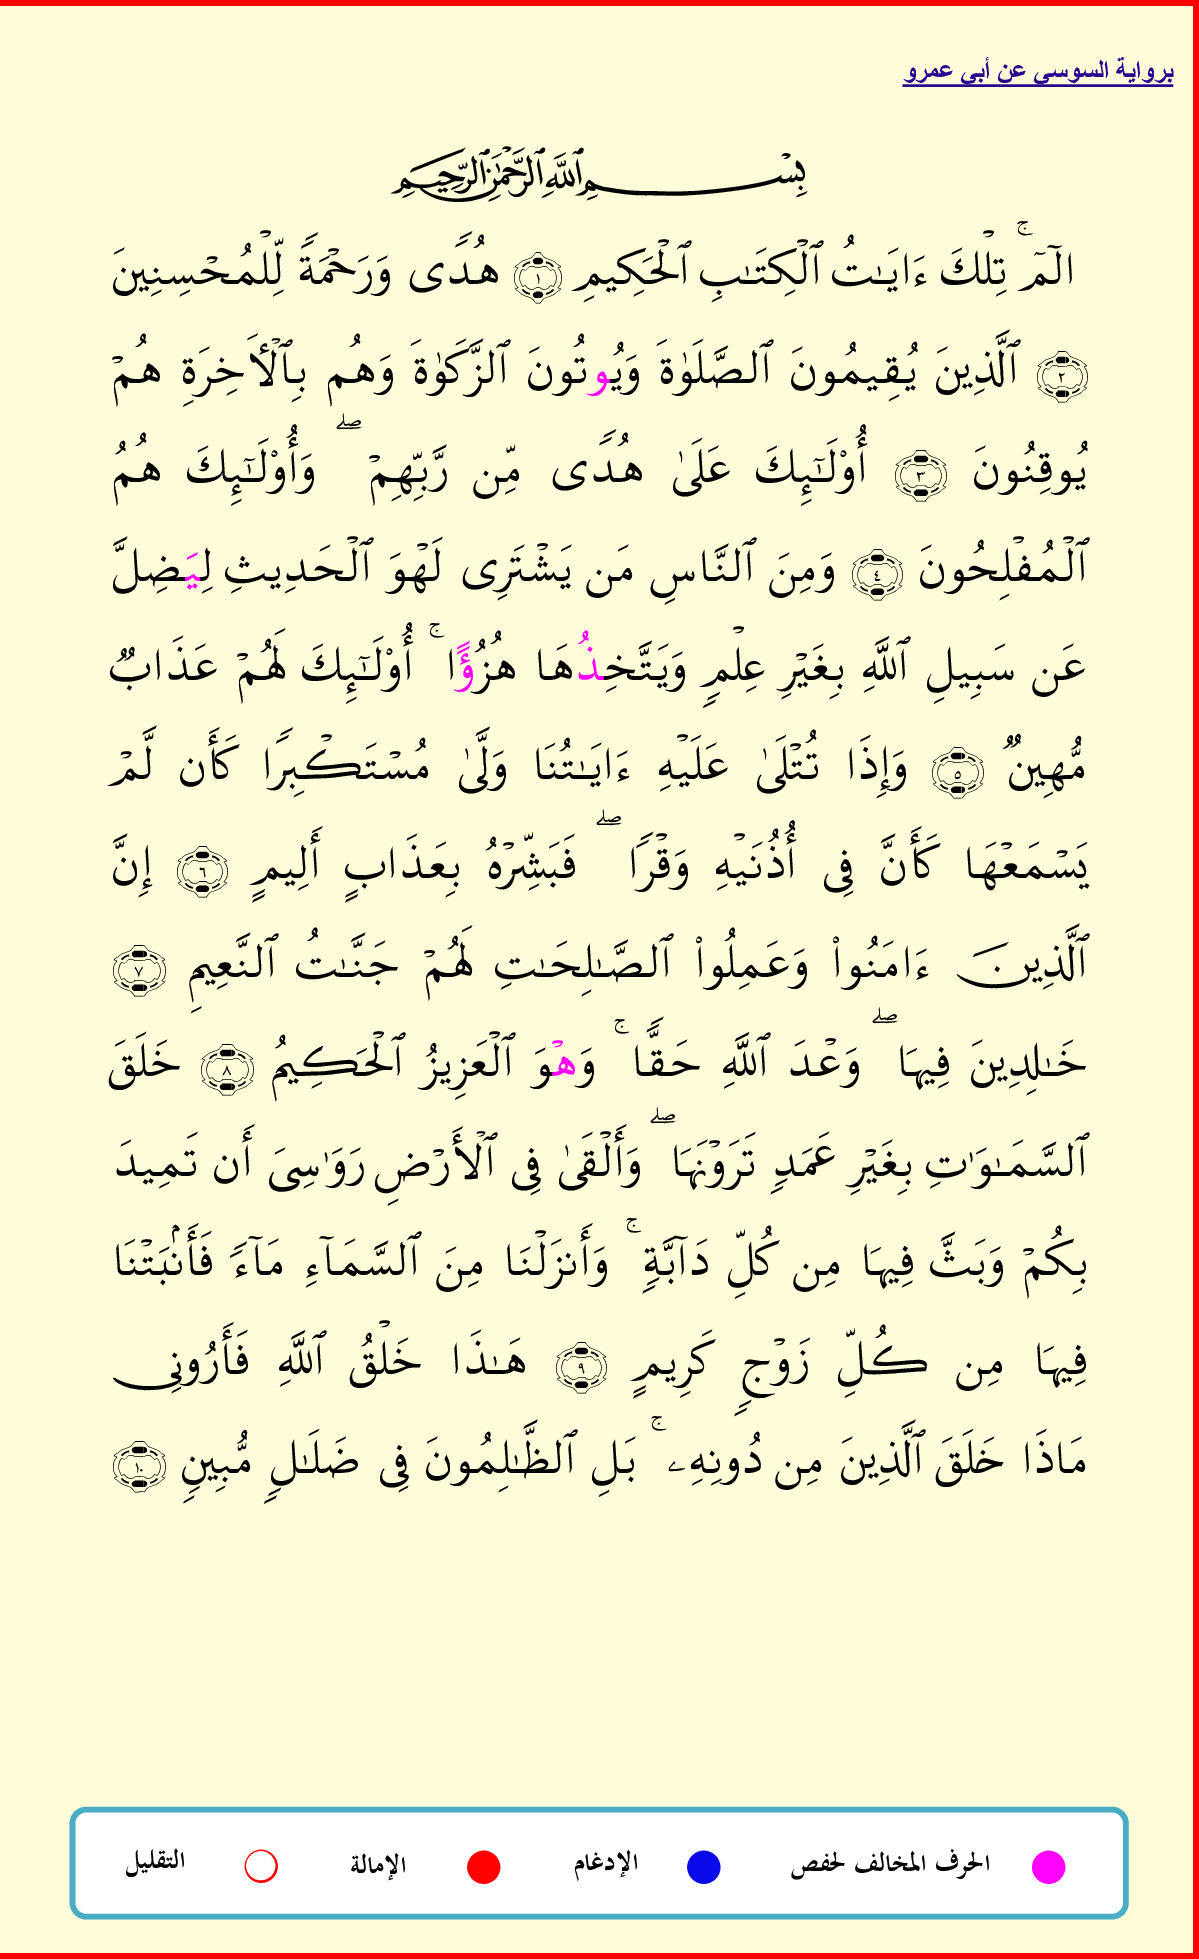 برواية السوسي عن أبي عمرو
بِسْمِ ٱللَّهِ ٱلرَّحْمَٰنِ ٱلرَّحِيمِ
الٓمٓ ۚ تِلْكَ ءَايَٰتُ ٱلْكِتَٰبِ ٱلْحَكِيمِ ١ هُدًى وَرَحْمَةً لِّلْمُحْسِنِينَ
٢ ٱلَّذِينَ يُقِيمُونَ ٱلصَّلَوٰةَ وَيُوتُونَ ٱلزَّكَوٰةَ وَهُم بِٱلْأَخِرَةِ هُمْ
يُوقِنُونَ ٣ أُوْلَٰٓئِكَ عَلَىٰ هُدًى مِّن رَّبِّهِمْ ۖ وَأُوْلَٰٓئِكَ هُمُ
ٱلْمُفْلِحُونَ ٤ وَمِنَ ٱلنَّاسِ مَن يَشْتَرِى لَهْوَ ٱلْحَدِيثِ لِيَضِلَّ
عَن سَبِيلِ ٱللَّهِ بِغَيْرِ عِلْمٍ وَيَتَّخِذُهَا هُزُؤًا ۚ أُوْلَٰٓئِكَ لَهُمْ عَذَابٌ
مُّهِينٌ ٥ وَإِذَا تُتْلَىٰ عَلَيْهِ ءَايَٰتُنَا وَلَّىٰ مُسْتَكْبِرًا كَأَن لَّمْ
يَسْمَعْهَا كَأَنَّ فِى أُذُنَيْهِ وَقْرًا ۖ فَبَشِّرْهُ بِعَذَابٍ أَلِيمٍ ٦ إِنَّ
ٱلَّذِينَ ءَامَنُواْ وَعَمِلُواْ ٱلصَّٰلِحَٰتِ لَهُمْ جَنَّٰتُ ٱلنَّعِيمِ ٧
خَٰلِدِينَ فِيهَا ۖ وَعْدَ ٱللَّهِ حَقًّا ۚ وَهْوَ ٱلْعَزِيزُ ٱلْحَكِيمُ ٨ خَلَقَ
ٱلسَّمَٰوَٰتِ بِغَيْرِ عَمَدٍ تَرَوْنَهَا ۖ وَأَلْقَىٰ فِى ٱلْأَرْضِ رَوَٰسِىَ أَن تَمِيدَ
بِكُمْ وَبَثَّ فِيهَا مِن كُلِّ دَآبَّةٍ ۚ وَأَنزَلْنَا مِنَ ٱلسَّمَآءِ مَآءً فَأَنۢبَتْنَا
فِيهَا مِن كُلِّ زَوْجٍ كَرِيمٍ ٩ هَٰذَا خَلْقُ ٱللَّهِ فَأَرُونِى
مَاذَا خَلَقَ ٱلَّذِينَ مِن دُونِهِۦ ۚ بَلِ ٱلظَّٰلِمُونَ فِى ضَلَٰلٍ مُّبِينٍ ١٠
الحرف المخالف لحفص الإدغام الإمالة التقليل